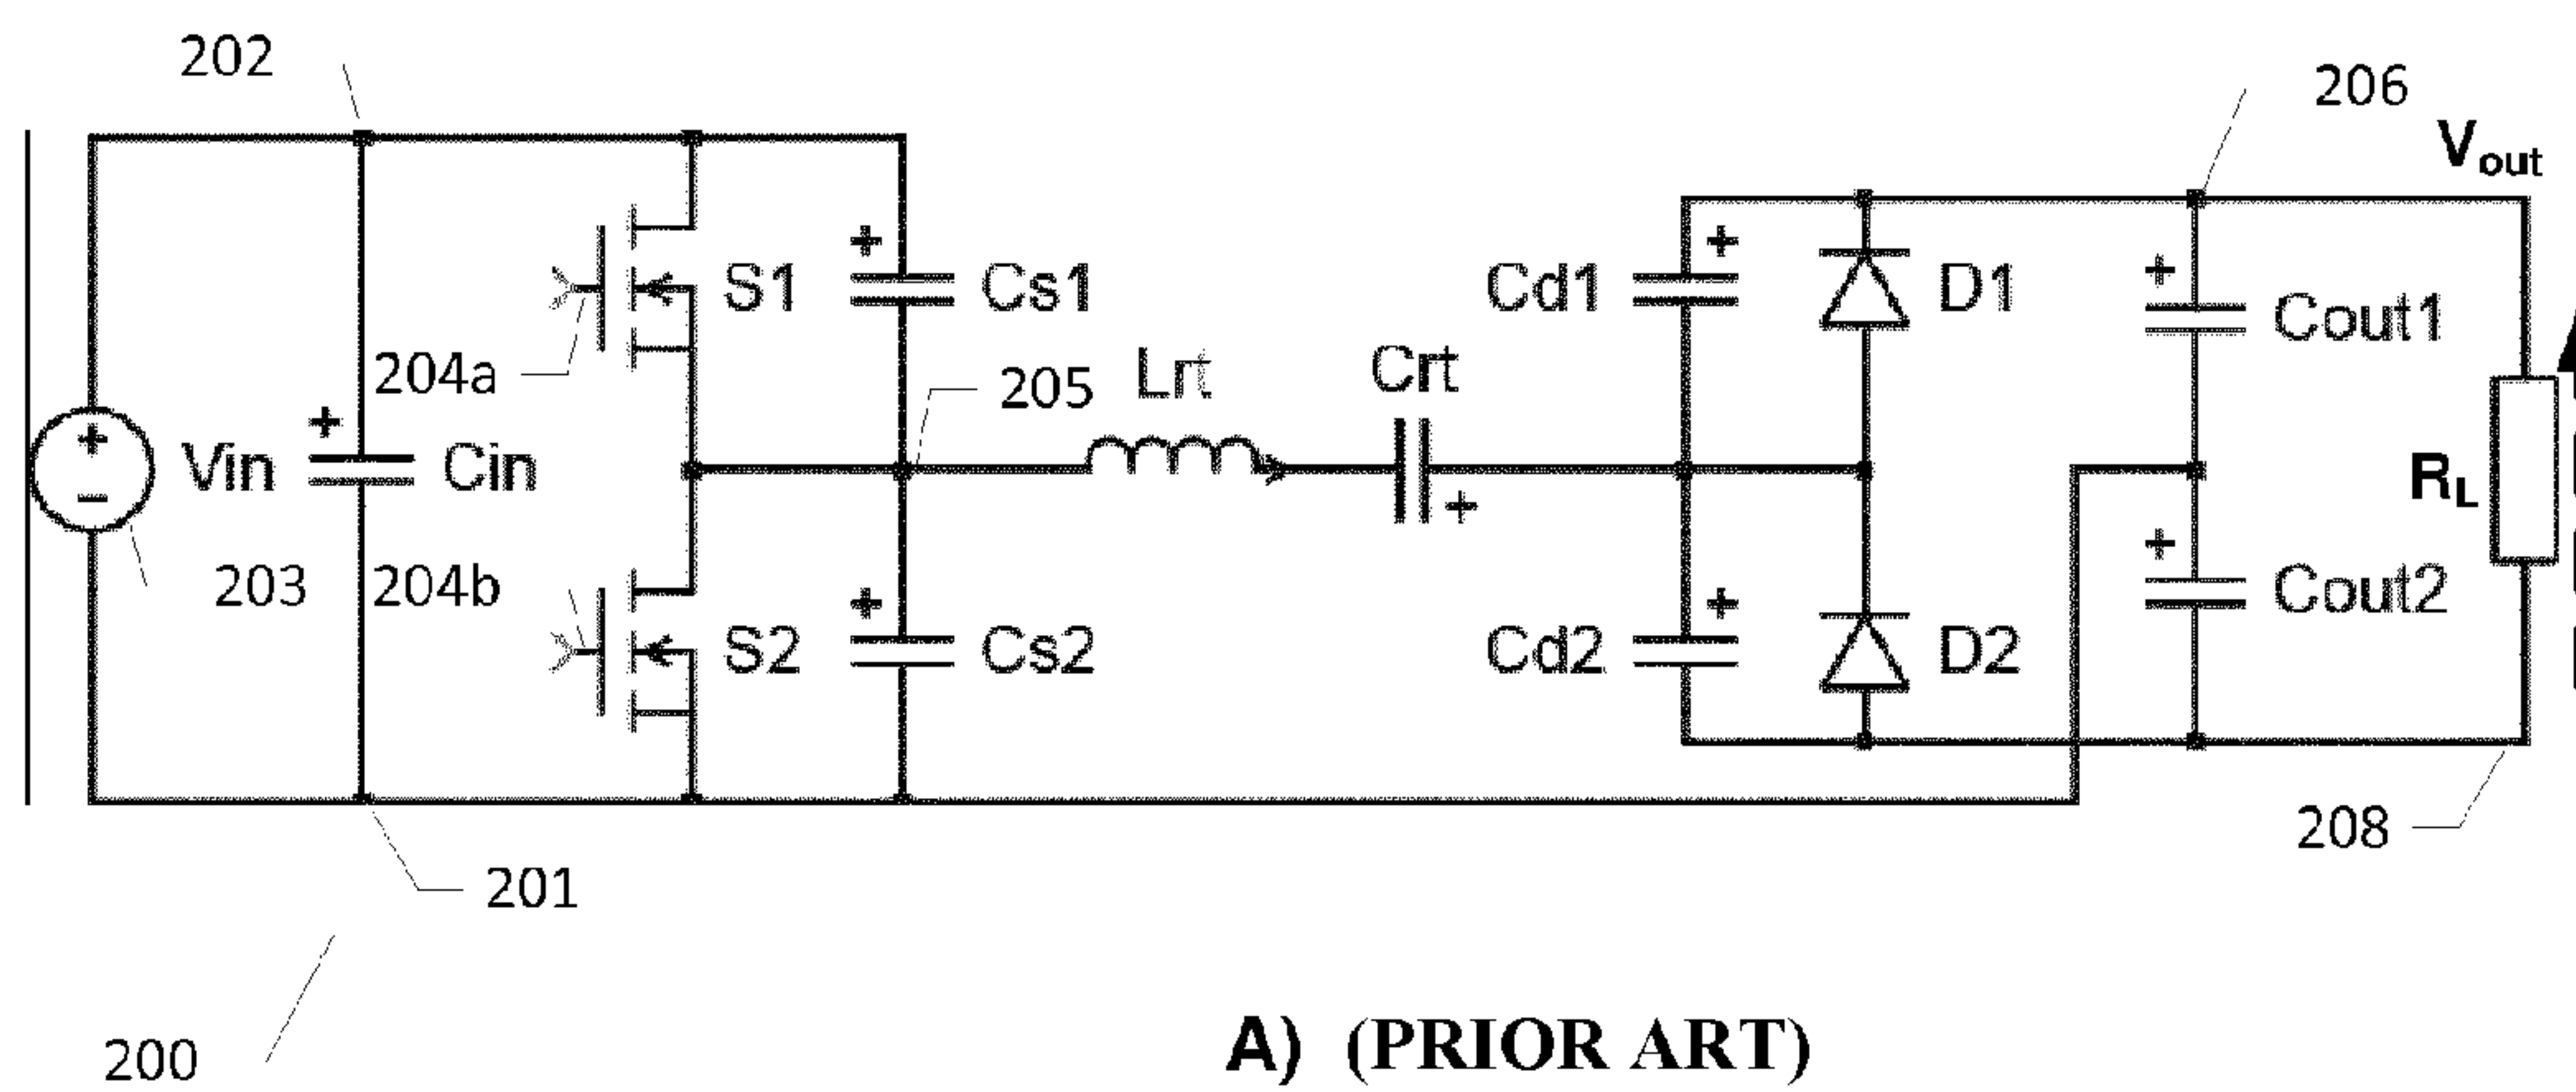 202
206
Vout
S1
Cs1
Cd1
D1
Cout1
204a
205
Lrt
Crt
Vin
Cin
RL
203
204b
S2
Cs2
Cd2
D2
Cout2
208
201
200
A) (PRIOR ART)